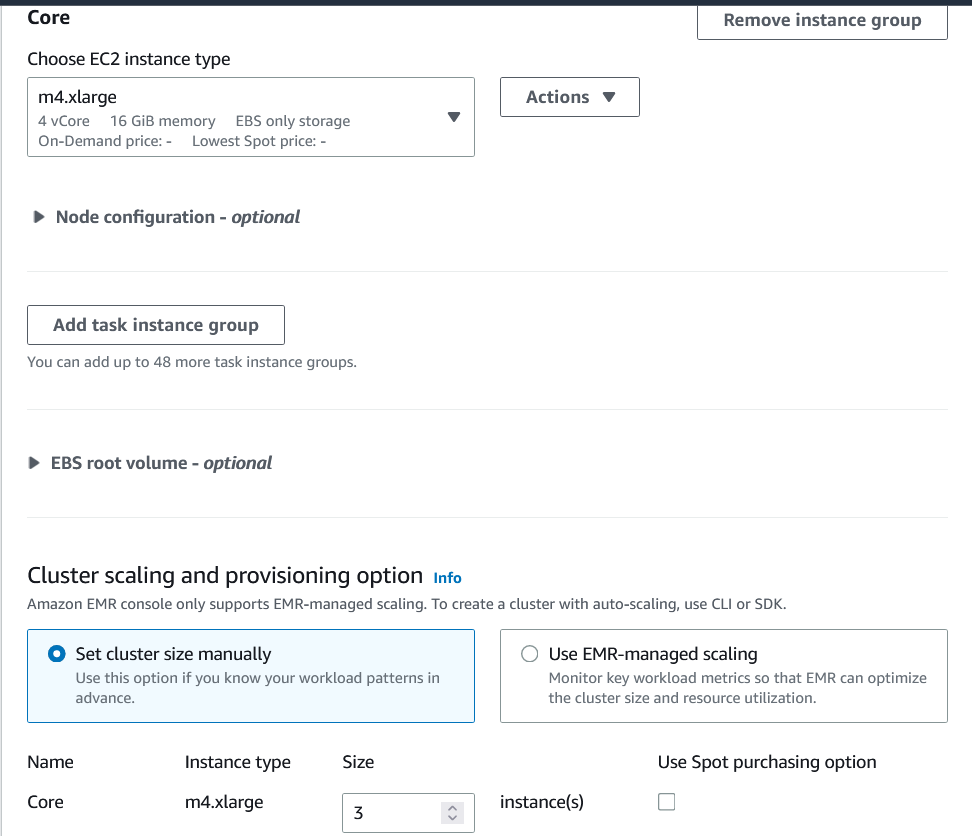 Core
Remove instance group
Choose EC2 instance type
m4.xlarge
4 vCore 16 GiB memory EBS only storage
On-Demand price: - Lowest Spot price: -
Actions
Node configuration - optional
Add task instance group
You can add up to 48 more task instance groups.
EBS root volume - optional
Cluster scaling and provisioning option Info
Amazon EMR console only supports EMR-managed scaling. To create a cluster with auto-scaling, use CLI or SDK.
Set cluster size manually
Use this option if you know your workload patterns in
advance.
Use EMR-managed scaling
Monitor key workload metrics so that EMR can optimize
the cluster size and resource utilization.
Name Instance type Size Use Spot purchasing option
Core m4.xlarge 3 instance(s)